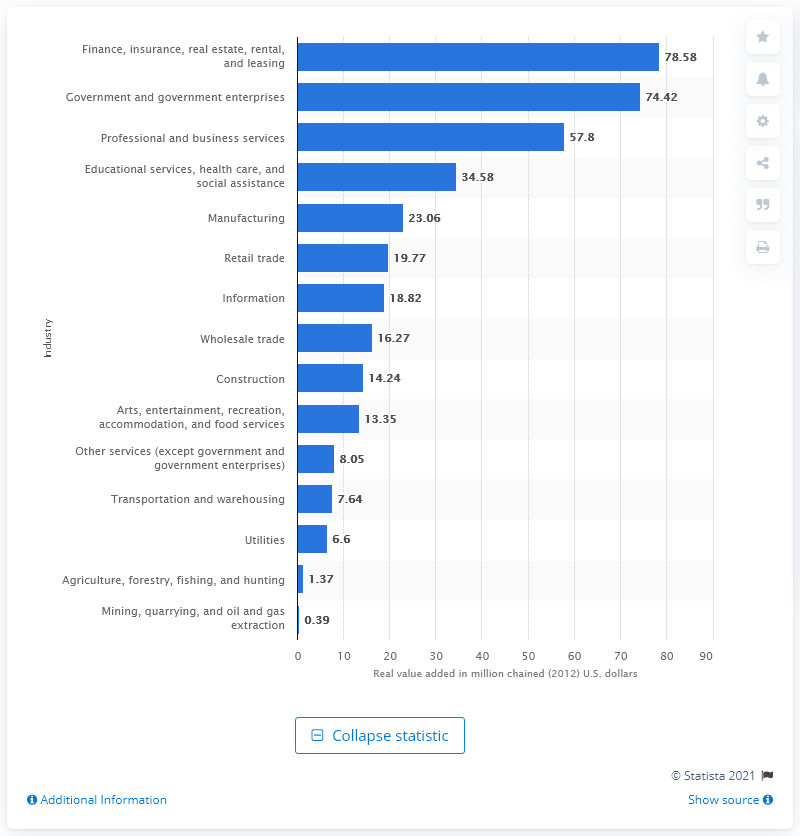 Finance, insurance, real estate, rental,
and leasing
78.58
Government and government enterprises
74.42
Professional and business services
57.8
Educational services, health care, and
social assistance
34.58
Manufacturing
23.06
Retail trade
19.77
Information
18.82
Wholesale trade
16.27
Construction
14.24
Arts, entertainment, recreation,
accommodation, and food services
13.35
Other services (except government and
government enterprises)
8.05
Transportation and warehousing
7.64
Utilities
6.6
Agriculture, forestry, fishing, and hunting
1.37
Mining, quarrying, and oil and gas
extraction
0.39
Industry
0 10 20 30 40 50 60 70 80 90
Real value added in million chained (2012) U.S. dollars
Collapse statistic
© Statista 2021
Additional Information
Show source